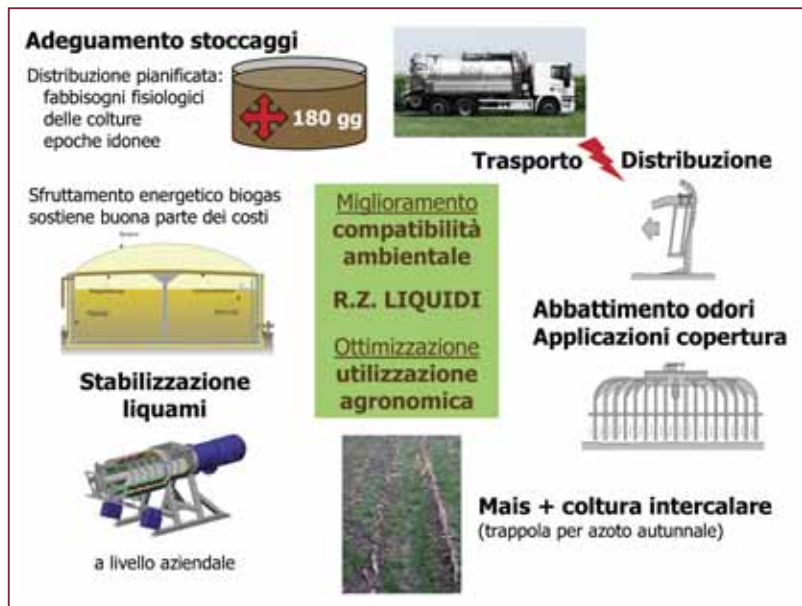 Adeguamento stoccaggi
Distribuzione pianificata:
fabbisogni fisiologici
delle colture
epoche idonee
180 gg
Trasporto
Distribuzione
Sfruttamento energetico biogas
sostiene buona parte dei costi
Miglioramento
compatibilità
ambientale
R.Z. LIQUIDI
Ottimizzazione
utilizzazione
agronomica
Abbattimento odori
Applicazioni copertura
Stabilizzazione
liquami
a livello aziendale
Mais + coltura intercalare
(trappola per azoto autunnale)